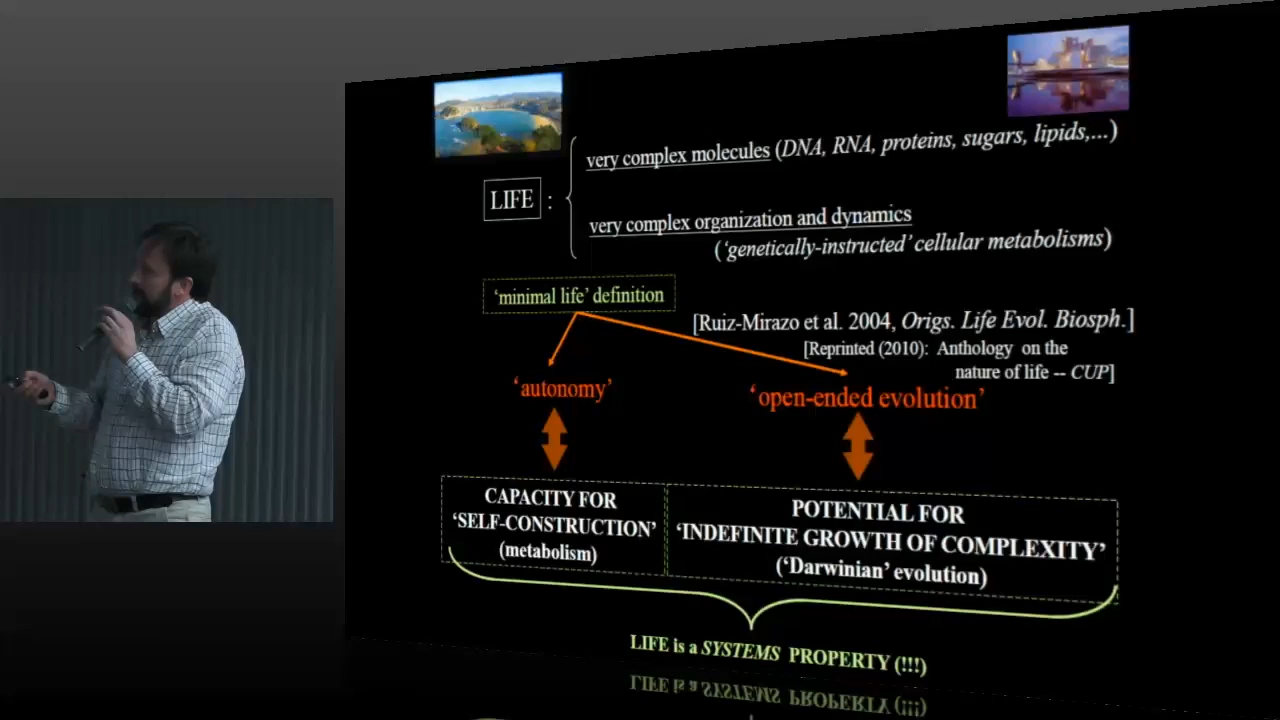 very complex molecules (DNA, RNA, proteins, sugars, lipids,...)
LIFE :
very complex organization and dynamics
('genetically-instructed' cellular metabolisms)
'minimal life' definition
[Ruiz-Mirazo et al. 2004, Origs. Life Evol. Biosph.]
[Reprinted (2010): Anthology on the
nature of life -- CUP]
'autonomy'
'open-ended evolution'
CAPACITY FOR
'SELF-CONSTRUCTION'
(metabolism)
POTENTIAL FOR
'INDEFINITE GROWTH OF COMPLEXITY'
('Darwinian' evolution)
LIFE is a SYSTEMS PROPERTY (!!!)